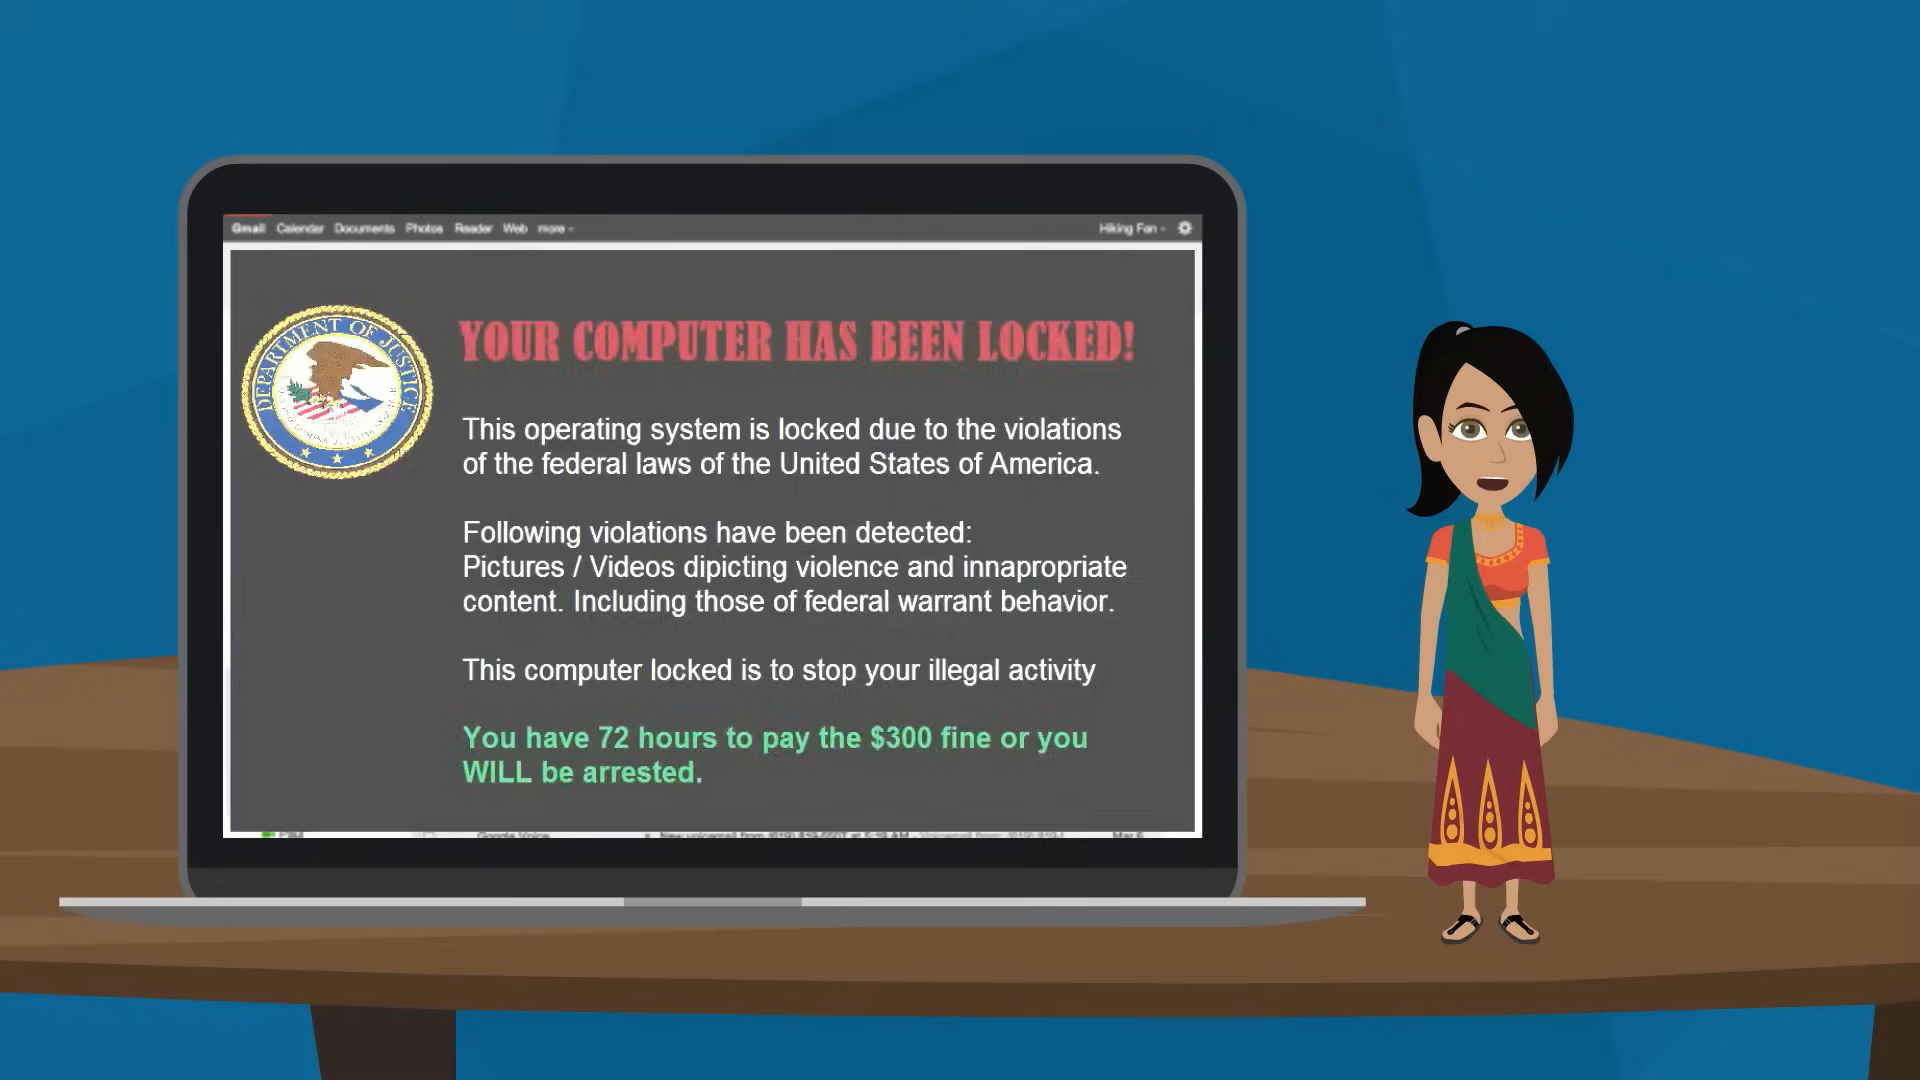 Gmail Calendar Documents Photos Reader Web more
Hiking Fan
DEPARTMENT OF JUSTICE
YOUR COMPUTER HAS BEEN LOCKED!
This operating system is locked due to the violations
of the federal laws of the United States of America.
Following violations have been detected:
Pictures / Videos dipicting violence and innapropriate
content. Including those of federal warrant behavior.
This computer locked is to stop your illegal activity
You have 72 hours to pay the $300 fine or you
WILL be arrested.
Google Voice